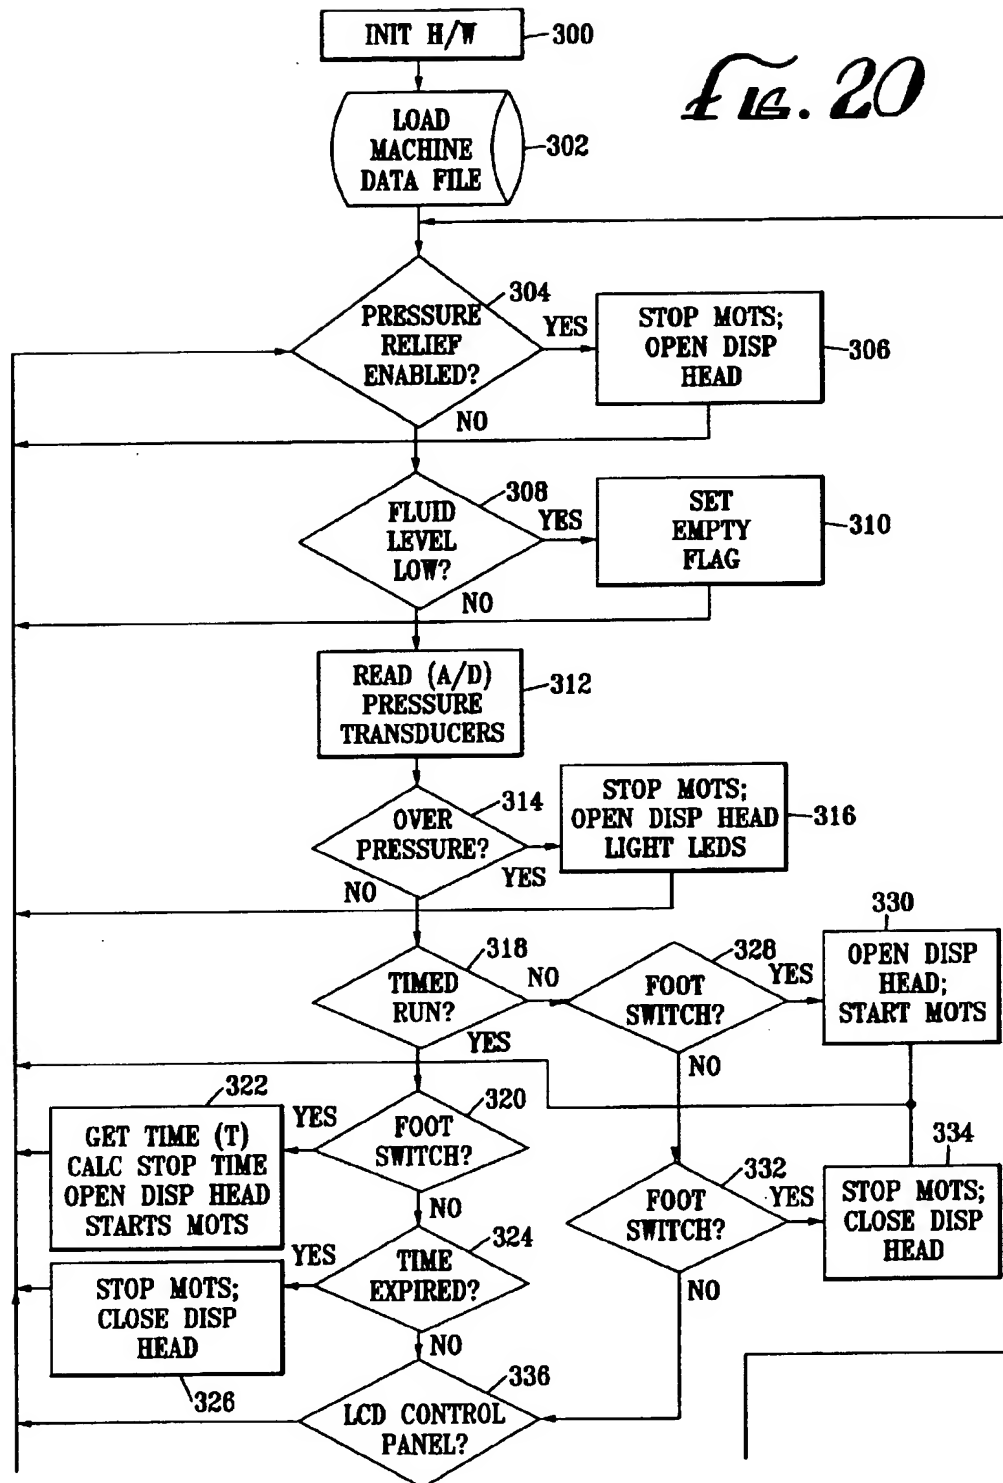 INIT H/W
300
FIG. 20
LOAD
MACHINE
DATA FILE
302
304
PRESSURE
RELIEF
ENABLED?
YES
STOP MOTS;
OPEN DISP
HEAD
306
NO
308
FLUID
LEVEL
LOW?
YES
SET
EMPTY
FLAG
310
NO
READ (A/D)
PRESSURE
TRANSDUCERS
312
314
OVER
PRESSURE?
STOP MOTS;
OPEN DISP HEAD
LIGHT LEDS
316
NO
YES
318
TIMED
RUN?
NO
328
FOOT
SWITCH?
YES
330
OPEN DISP
HEAD;
START MOTS
YES
NO
322
GET TIME (T)
CALC STOP TIME
OPEN DISP HEAD
STARTS MOTS
YES
320
FOOT
SWITCH?
332
FOOT
SWITCH?
YES
334
STOP MOTS;
CLOSE DISP
HEAD
NO
YES
324
TIME
EXPIRED?
NO
STOP MOTS;
CLOSE DISP
HEAD
326
NO
336
LCD CONTROL
PANEL?